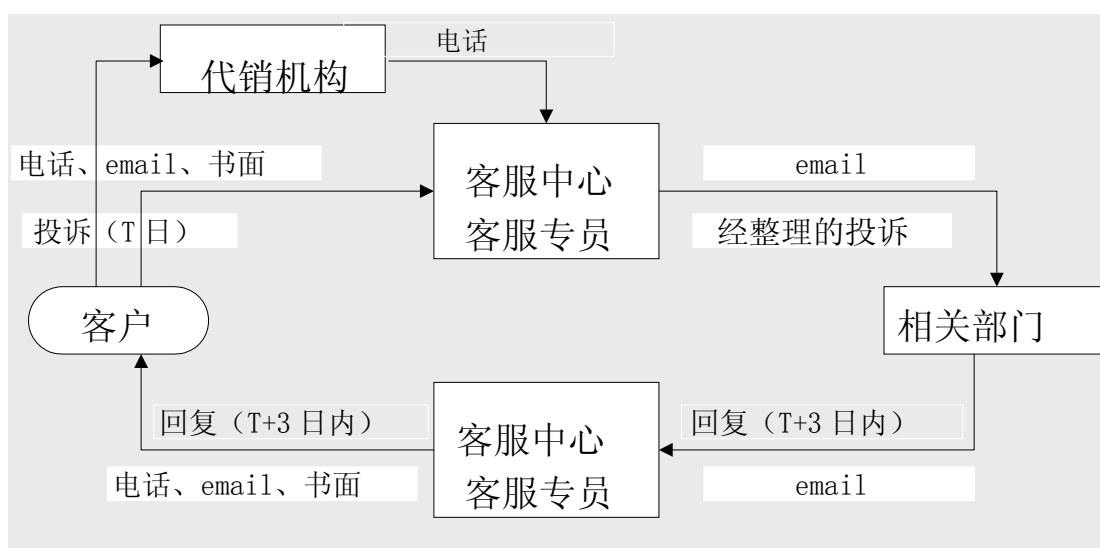 电话
代销机构
电话、email、书面
投诉（T 日）
客服中心
客服专员
email
经整理的投诉
客户
相关部门
回复（T+3 日内）
电话、email、书面
客服中心
客服专员
回复（T+3 日内）
email